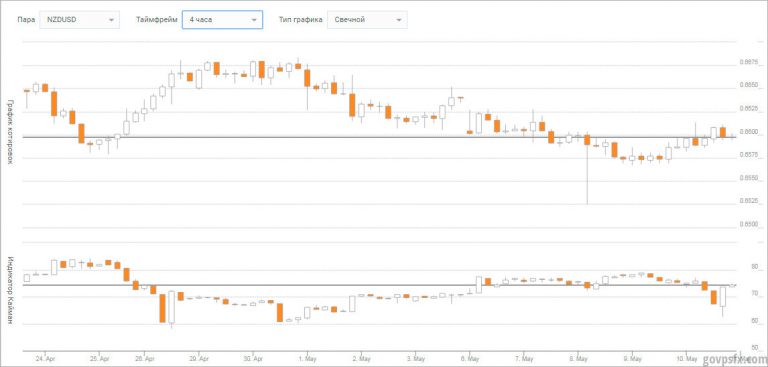 Пара NZDUSD Таймфрейм 4 часа Тип графика Свечной
График котировок
0.6675
0.6650
0.6625
0.6600
0.6575
0.6550
0.6525
0.6500
Индикатор Кайман
80
70
60
50
24. Apr 25. Apr 26. Apr 27. Apr 28. Apr 1. May 2. May 3. May 6. May 7. May 8. May 9. May 10. May
govpsfx.com